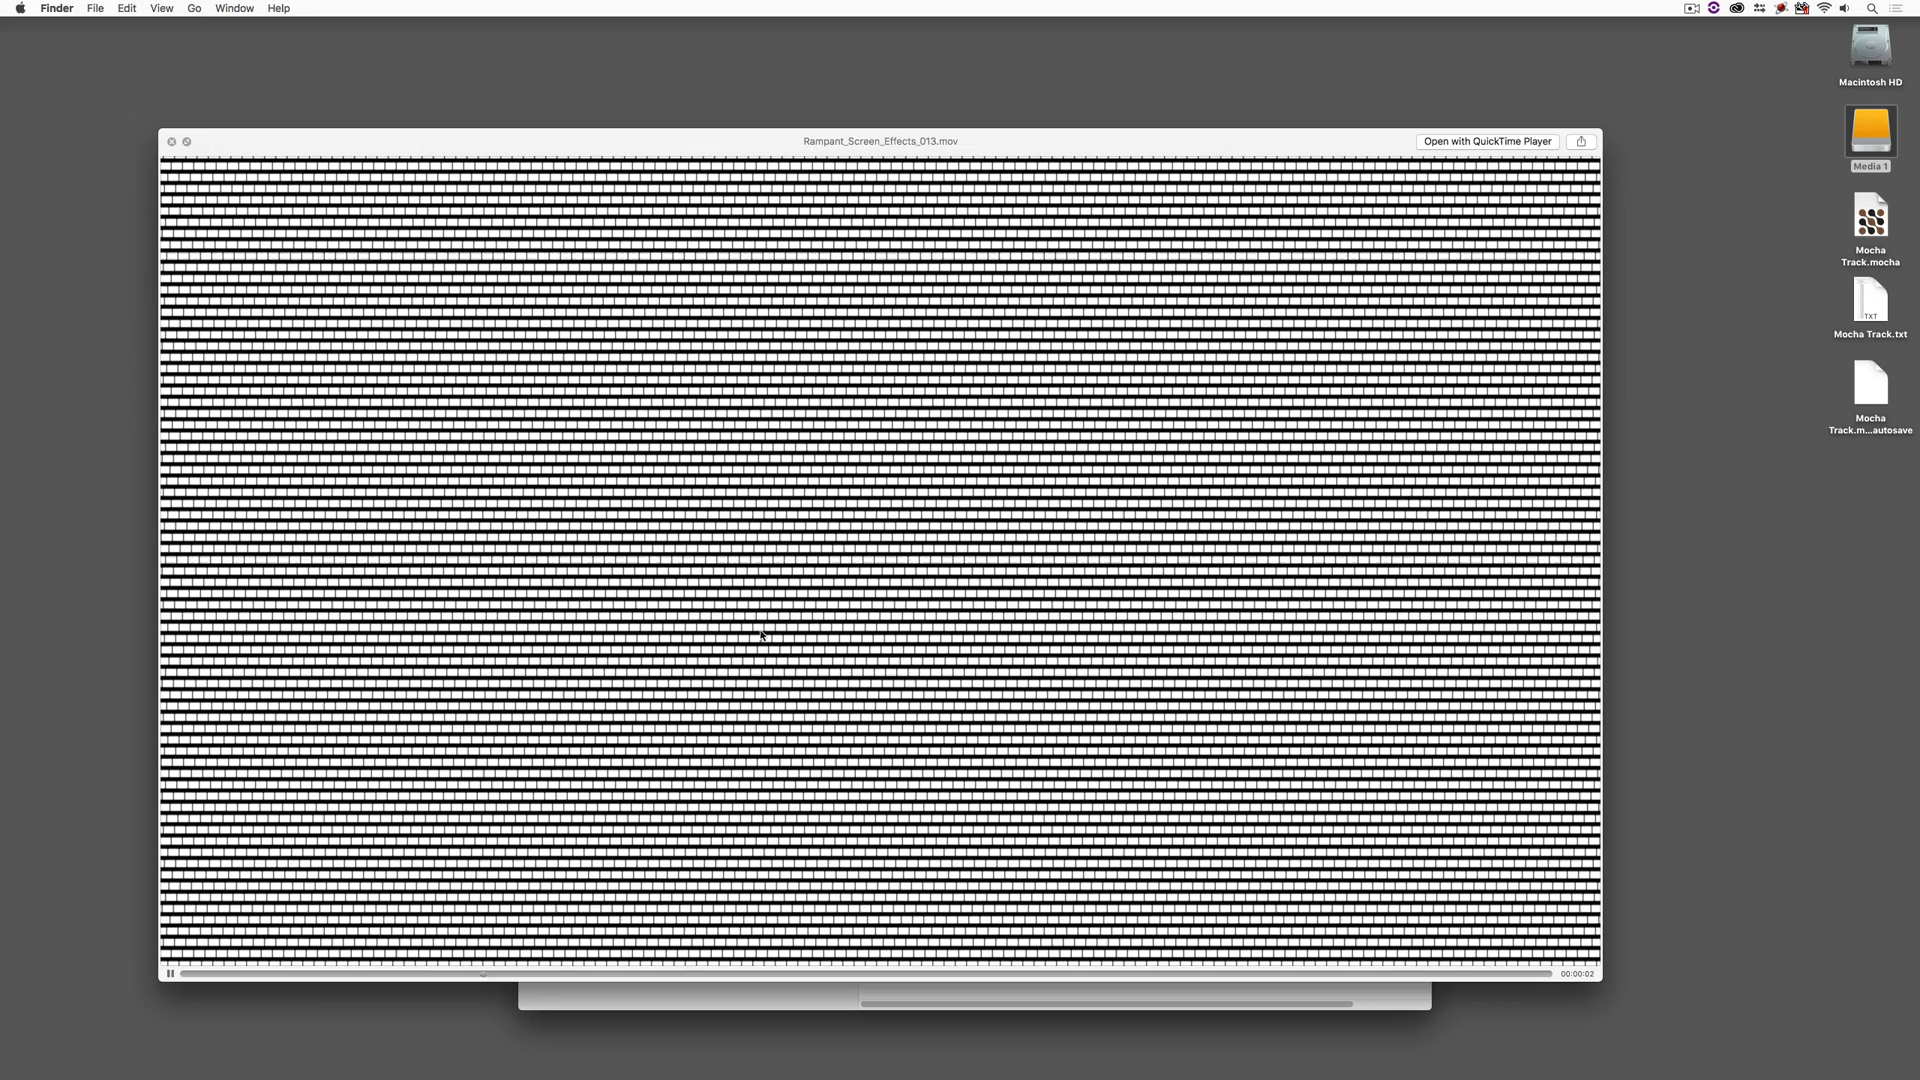 Finder File Edit View Go Window Help
Rampant_Screen_Effects_013.mov
Open with QuickTime Player
00:00:02
Macintosh HD
Media 1
Mocha
Track.mocha
TXT
Mocha Track.txt
Mocha
Track.m...autosave